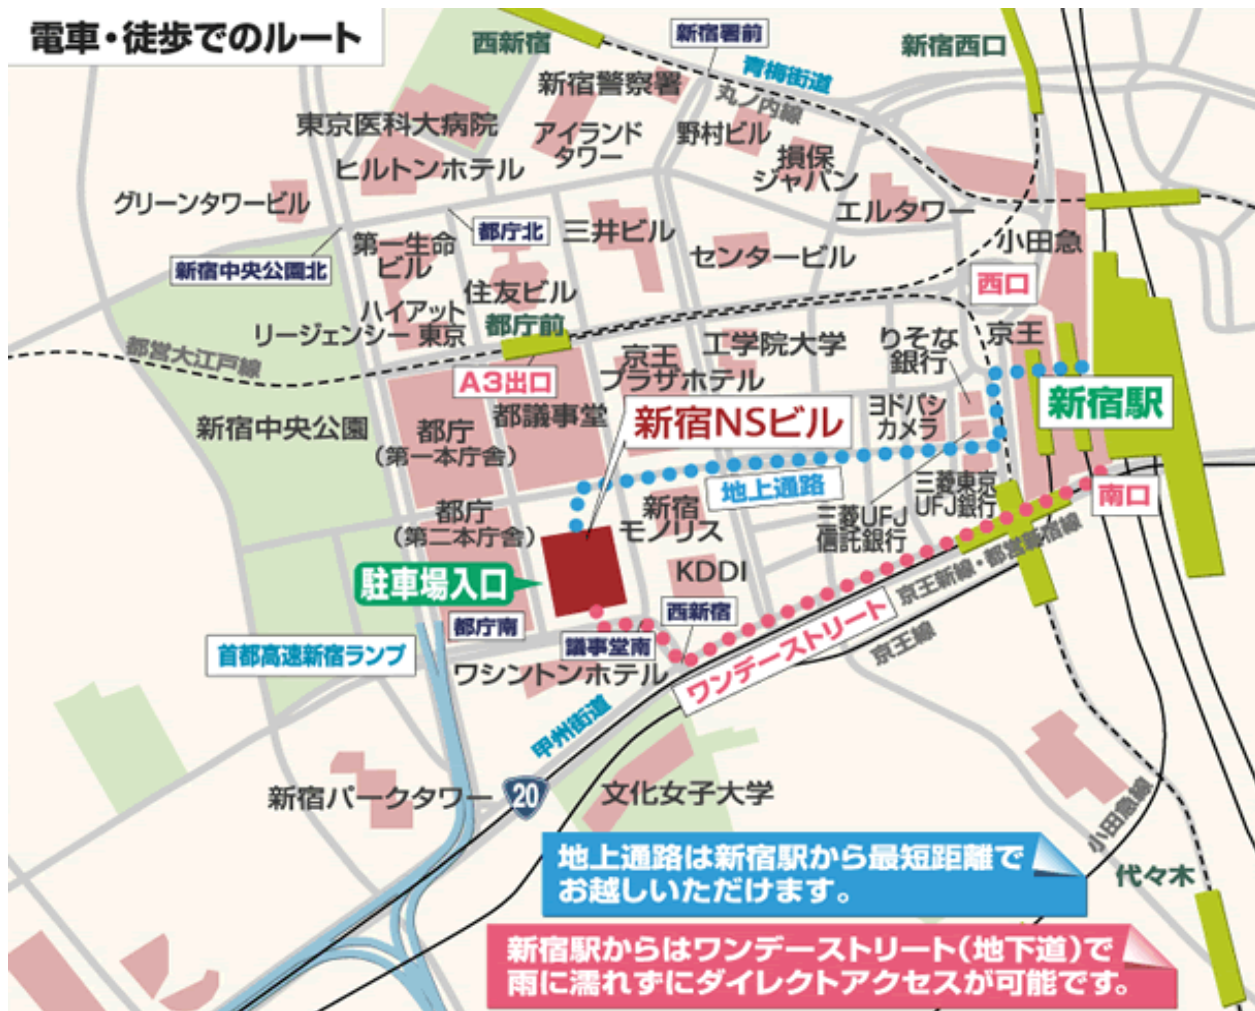 電車・徒歩でのルート
西新宿
新宿署前
新宿西口
青梅街道
丸ノ内線
新宿警察署
東京医科大病院
アイランド
タワー
野村ビル
損保
ジャパン
ヒルトンホテル
グリーンタワービル
エルタワー
都庁北
三井ビル
小田急
第一生命
ビル
センタービル
新宿中央公園北
西口
住友ビル
ハイアット
リージェンシー 東京
都庁前
京王
都営大江戸線
工学院大学
りそな
銀行
京王
プラザホテル
A3出口
新宿駅
都議事堂
新宿NSビル
ヨドバシ
カメラ
新宿中央公園
都庁
(第一本庁舎)
地上通路
三菱東京
UFJ銀行
南口
都庁
(第二本庁舎)
新宿
モノリス
三菱UFJ
信託銀行
京王新線・都営新宿線
KDDI
駐車場入口
西新宿
都庁南
議事堂南
ワンデーストリート
京王線
首都高速新宿ランプ
ワシントンホテル
甲州街道
新宿パークタワー
20
文化女子大学
小田急線
代々木
地上通路は新宿駅から最短距離で
お越しいただけます。
新宿駅からはワンデーストリート(地下道)で
雨に濡れずにダイレクトアクセスが可能です。